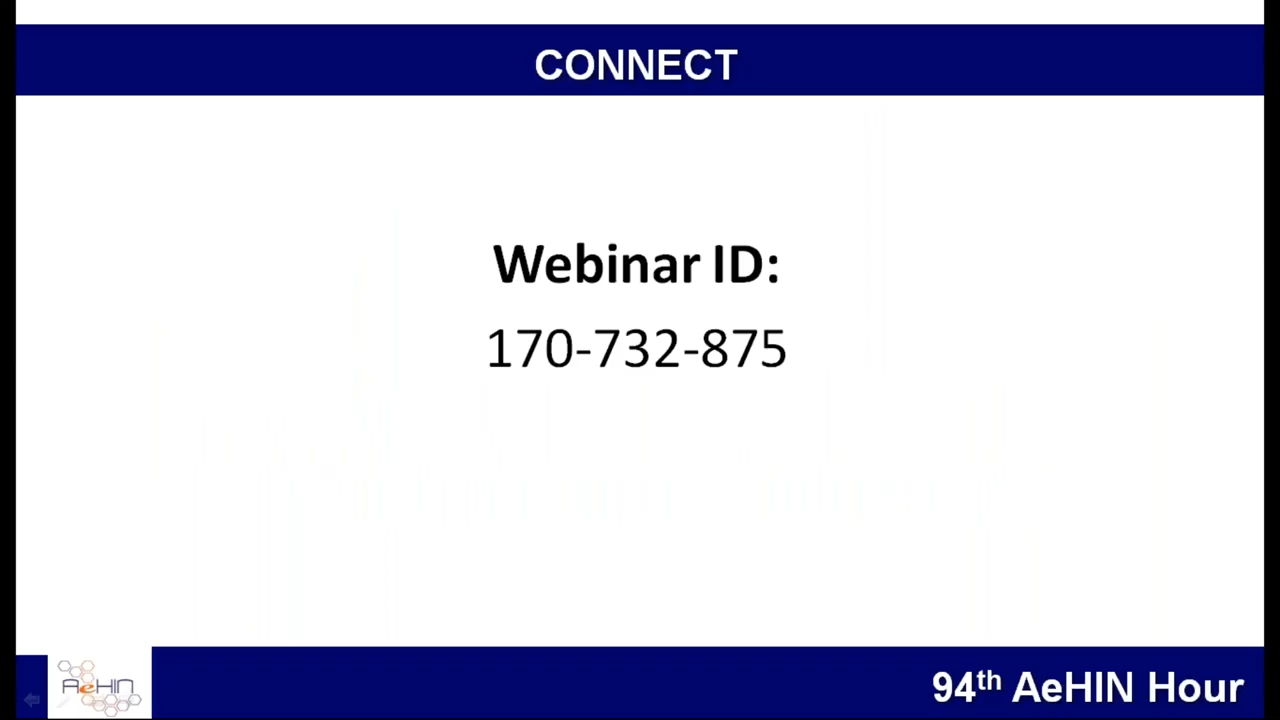 CONNECT
Webinar ID:
170-732-875
AeHIN
94th AeHIN Hour